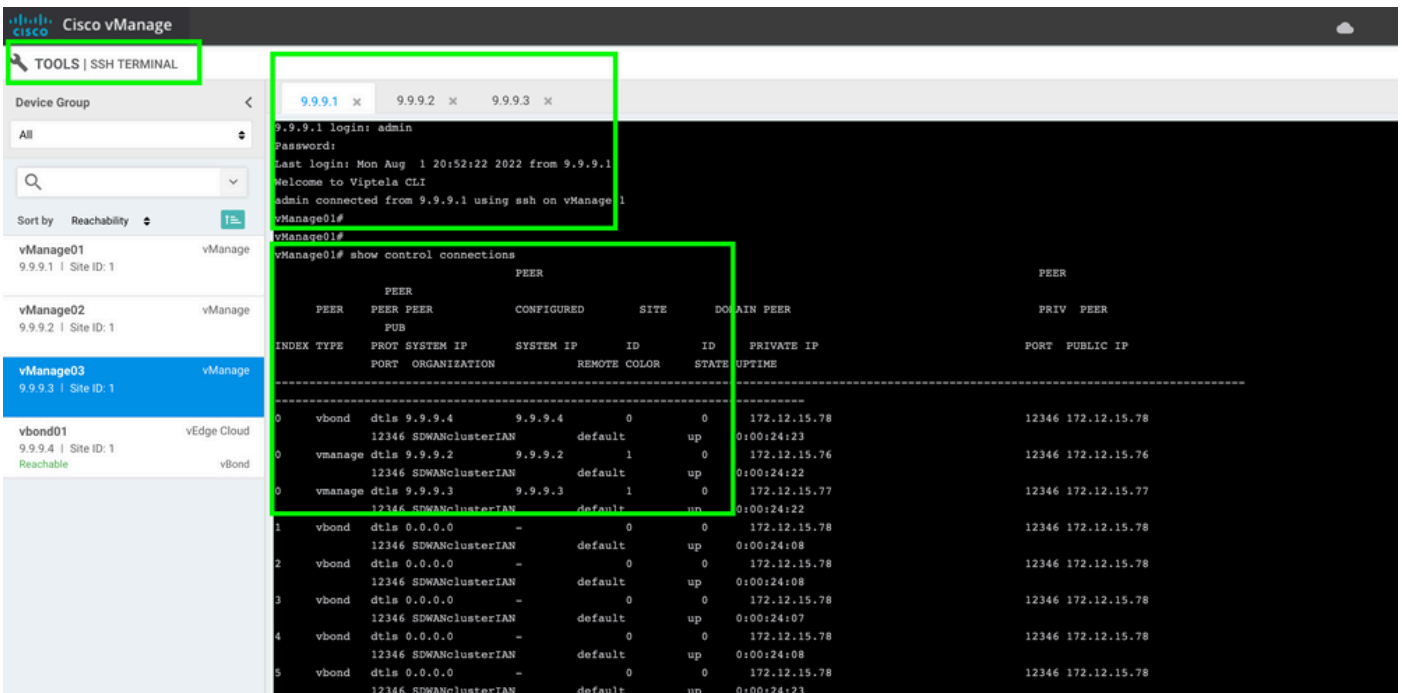 CISCO Cisco vManage
TOOLS | SSH TERMINAL
Device Group
All
Sort by Reachability
vManage01 vManage
9.9.9.1 | Site ID: 1
vManage02 vManage
9.9.9.2 | Site ID: 1
vManage03 vManage
9.9.9.3 | Site ID: 1
vbond01 vEdge Cloud
9.9.9.4 | Site ID: 1
Reachable vBond
9.9.9.1 × 9.9.9.2 × 9.9.9.3 ×
9.9.9.1 login: admin
Password:
Last login: Mon Aug 1 20:52:22 2022 from 9.9.9.1
Welcome to Viptela CLI
admin connected from 9.9.9.1 using ssh on vManage 1
vManage01#
vManage01#
vManage01# show control connections
PEER PEER
PEER
PEER PEER PEER CONFIGURED SITE DOMAIN PEER PRIV PEER
PUB
INDEX TYPE PROT SYSTEM IP SYSTEM IP ID ID PRIVATE IP PORT PUBLIC IP
PORT ORGANIZATION REMOTE COLOR STATE UPTIME
-------------------------------------------------------------------------------------------------------------------------
------------------------------------------------------------------
0 vbond dtls 9.9.9.4 9.9.9.4 0 0 172.12.15.78 12346 172.12.15.78
12346 SDWANclusterIAN default up 0:00:24:23
0 vmanage dtls 9.9.9.2 9.9.9.2 1 0 172.12.15.76 12346 172.12.15.76
12346 SDWANclusterIAN default up 0:00:24:22
0 vmanage dtls 9.9.9.3 9.9.9.3 1 0 172.12.15.77 12346 172.12.15.77
12346 SDWANclusterIAN default up 0:00:24:22
1 vbond dtls 0.0.0.0 - 0 0 172.12.15.78 12346 172.12.15.78
12346 SDWANclusterIAN default up 0:00:24:08
2 vbond dtls 0.0.0.0 - 0 0 172.12.15.78 12346 172.12.15.78
12346 SDWANclusterIAN default up 0:00:24:08
3 vbond dtls 0.0.0.0 - 0 0 172.12.15.78 12346 172.12.15.78
12346 SDWANclusterIAN default up 0:00:24:07
4 vbond dtls 0.0.0.0 - 0 0 172.12.15.78 12346 172.12.15.78
12346 SDWANclusterIAN default up 0:00:24:08
5 vbond dtls 0.0.0.0 - 0 0 172.12.15.78 12346 172.12.15.78
12346 SDWANclusterIAN default up 0:00:24:23